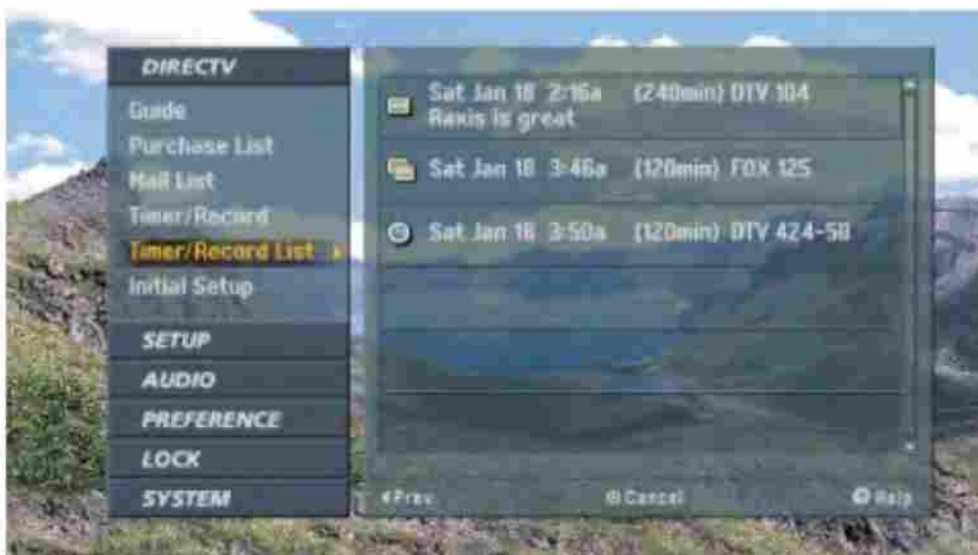 DIRECTV
Guide
Purchase List
Mail List
Timer/Record
Timer/Record List
Initial Setup
SETUP
AUDIO
PREFERENCE
LOCK
SYSTEM
Sat Jan 18 2:16a (240min) DTV 104
is great
Sat Jan 18 3:46a (120min) FOX 125
Sat Jan 18 3:50a (120min) DTV 424-50
Prev
Cancel
Help